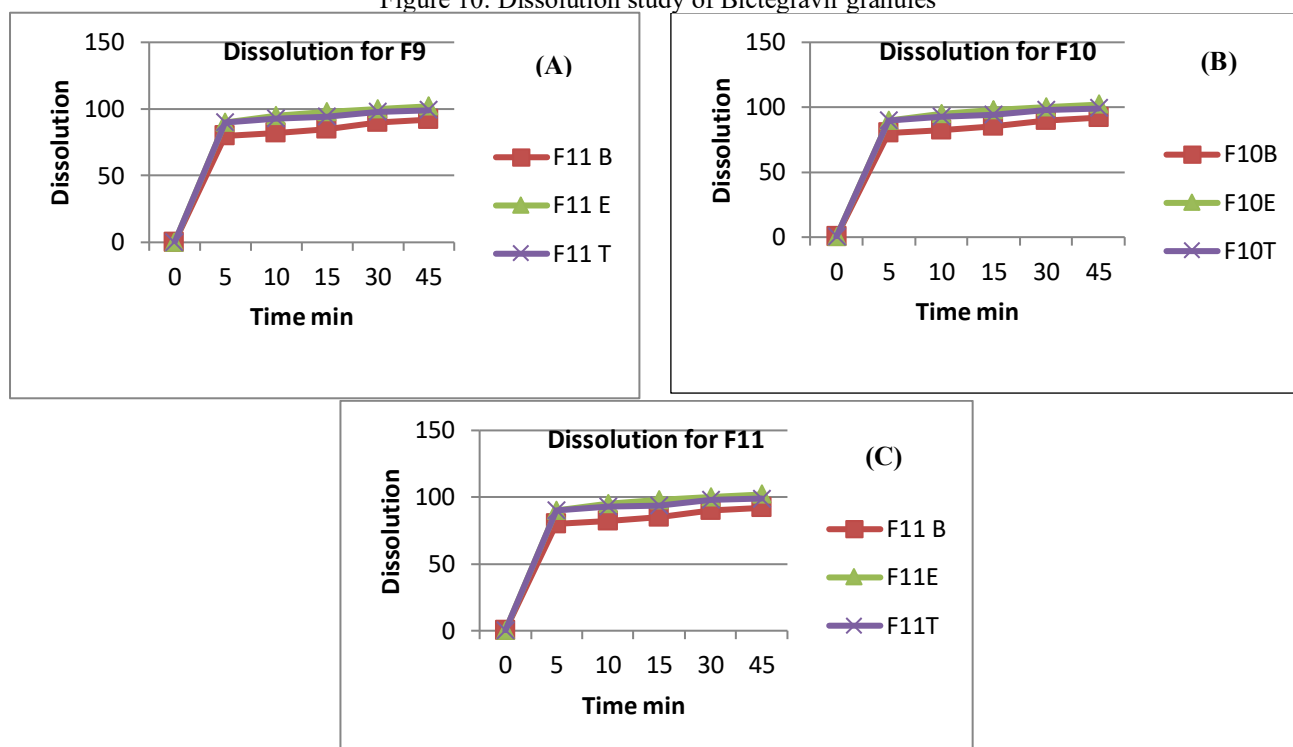 Figure 10: Dissolution study of Bictegravir granules
Dissolution for F9
(A)
150
100
50
0
Dissolution
0 5 10 15 30 45
Time min
F11 B
F11 E
F11 T
Dissolution for F10
(B)
150
100
50
0
Dissolution
0 5 10 15 30 45
Time min
F10B
F10E
F10T
Dissolution for F11
(C)
150
100
50
0
Dissolution
0 5 10 15 30 45
Time min
F11 B
F11E
F11T